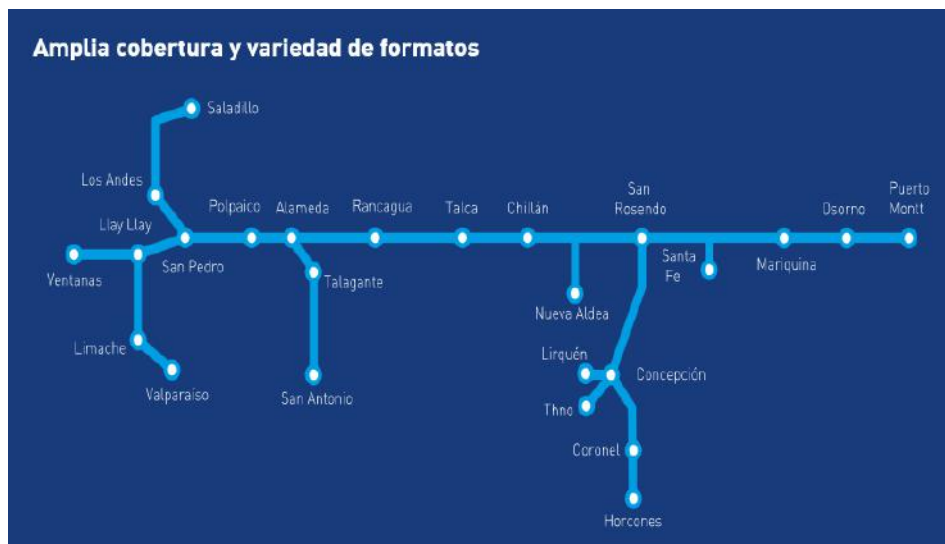 Amplia cobertura y variedad de formatos
Saladillo
Los Andes
Llay Llay
Ventanas
San Pedro
Limache
Valparaíso
Polpaico
Alameda
Talagante
San Antonio
Rancagua
Talca
Chillán
Nueva Aldea
San
Rosendo
Lirquén
Concepción
Thno
Coronel
Horcones
Santa
Fe
Mariquina
Osorno
Puerto
Montt